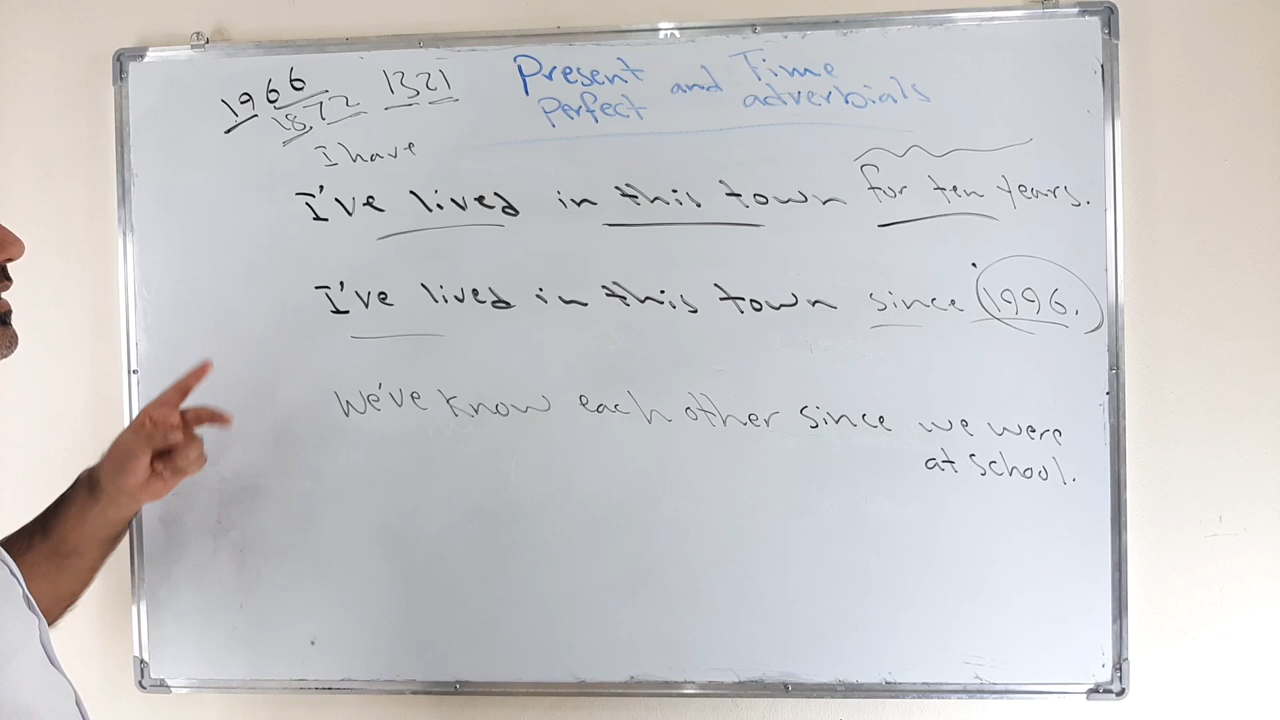 1966 1321
1872
Present and Time
Perfect adverbials
I have
I've lived in this town for ten years.
I've lived in this town since 1996.
We've know each other since we were
at school.